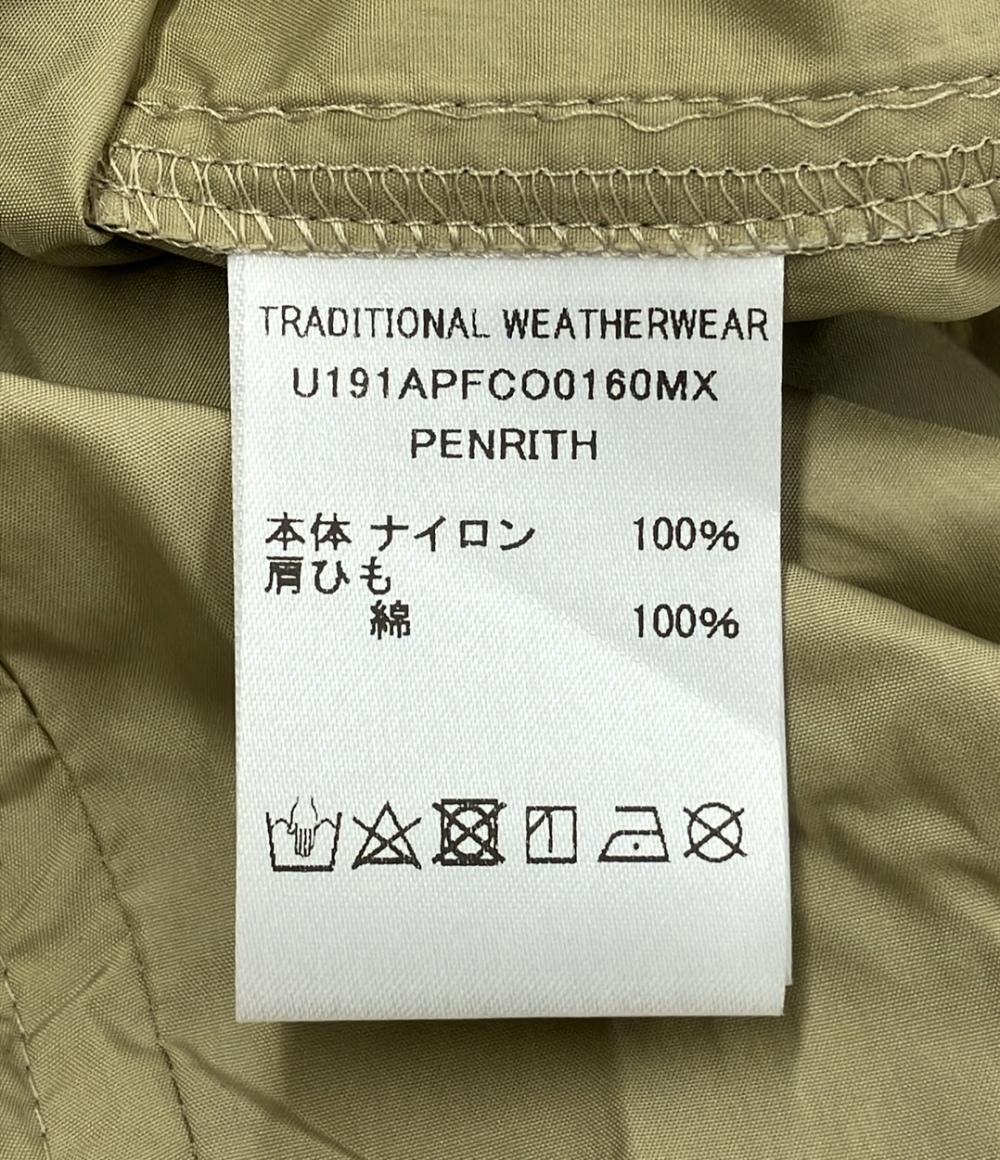 TRADITIONAL WEATHERWEAR
U191APFCO0160MX
PENRITH
本体 ナイロン 100%
肩ひも
綿 100%